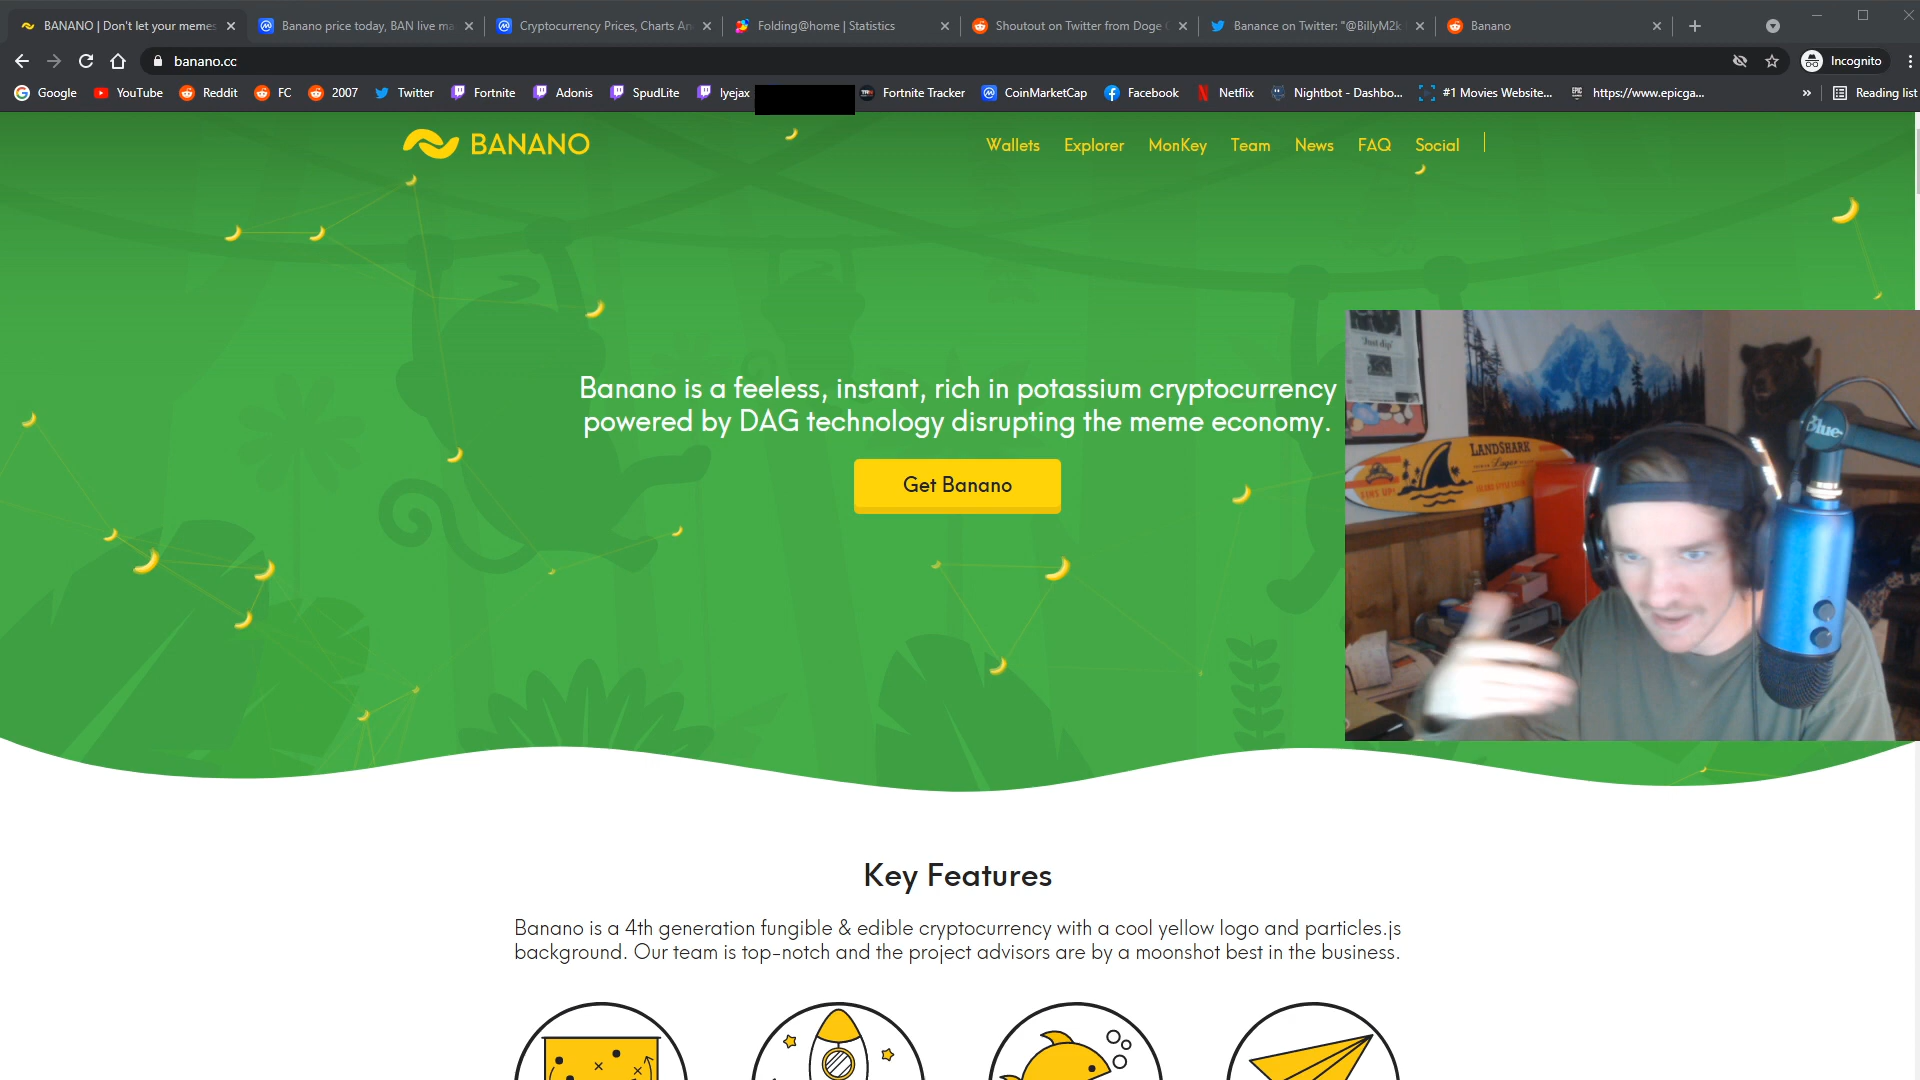 BANANO | Don't let your memes
Banano price today, BAN live ma
Cryptocurrency Prices, Charts An
Folding@home | Statistics
Shoutout on Twitter from Doge C
Banance on Twitter: "@BillyM2k
Banano
banano.cc
Incognito
Google
YouTube
Reddit
FC
2007
Twitter
Fortnite
Adonis
SpudLite
lyejax
Fortnite Tracker
CoinMarketCap
Facebook
Netflix
Nightbot - Dashbo...
#1 Movies Website...
https://www.epicga...
»
Reading list
BANANO
Wallets
Explorer
MonKey
Team
News
FAQ
Social
Banano is a feeless, instant, rich in potassium cryptocurrency
powered by DAG technology disrupting the meme economy.
Get Banano
"Just dip"
LANDSHARK
Lager
FINS UP!
Blue
Key Features
Banano is a 4th generation fungible & edible cryptocurrency with a cool yellow logo and particles.js
background. Our team is top-notch and the project advisors are by a moonshot best in the business.